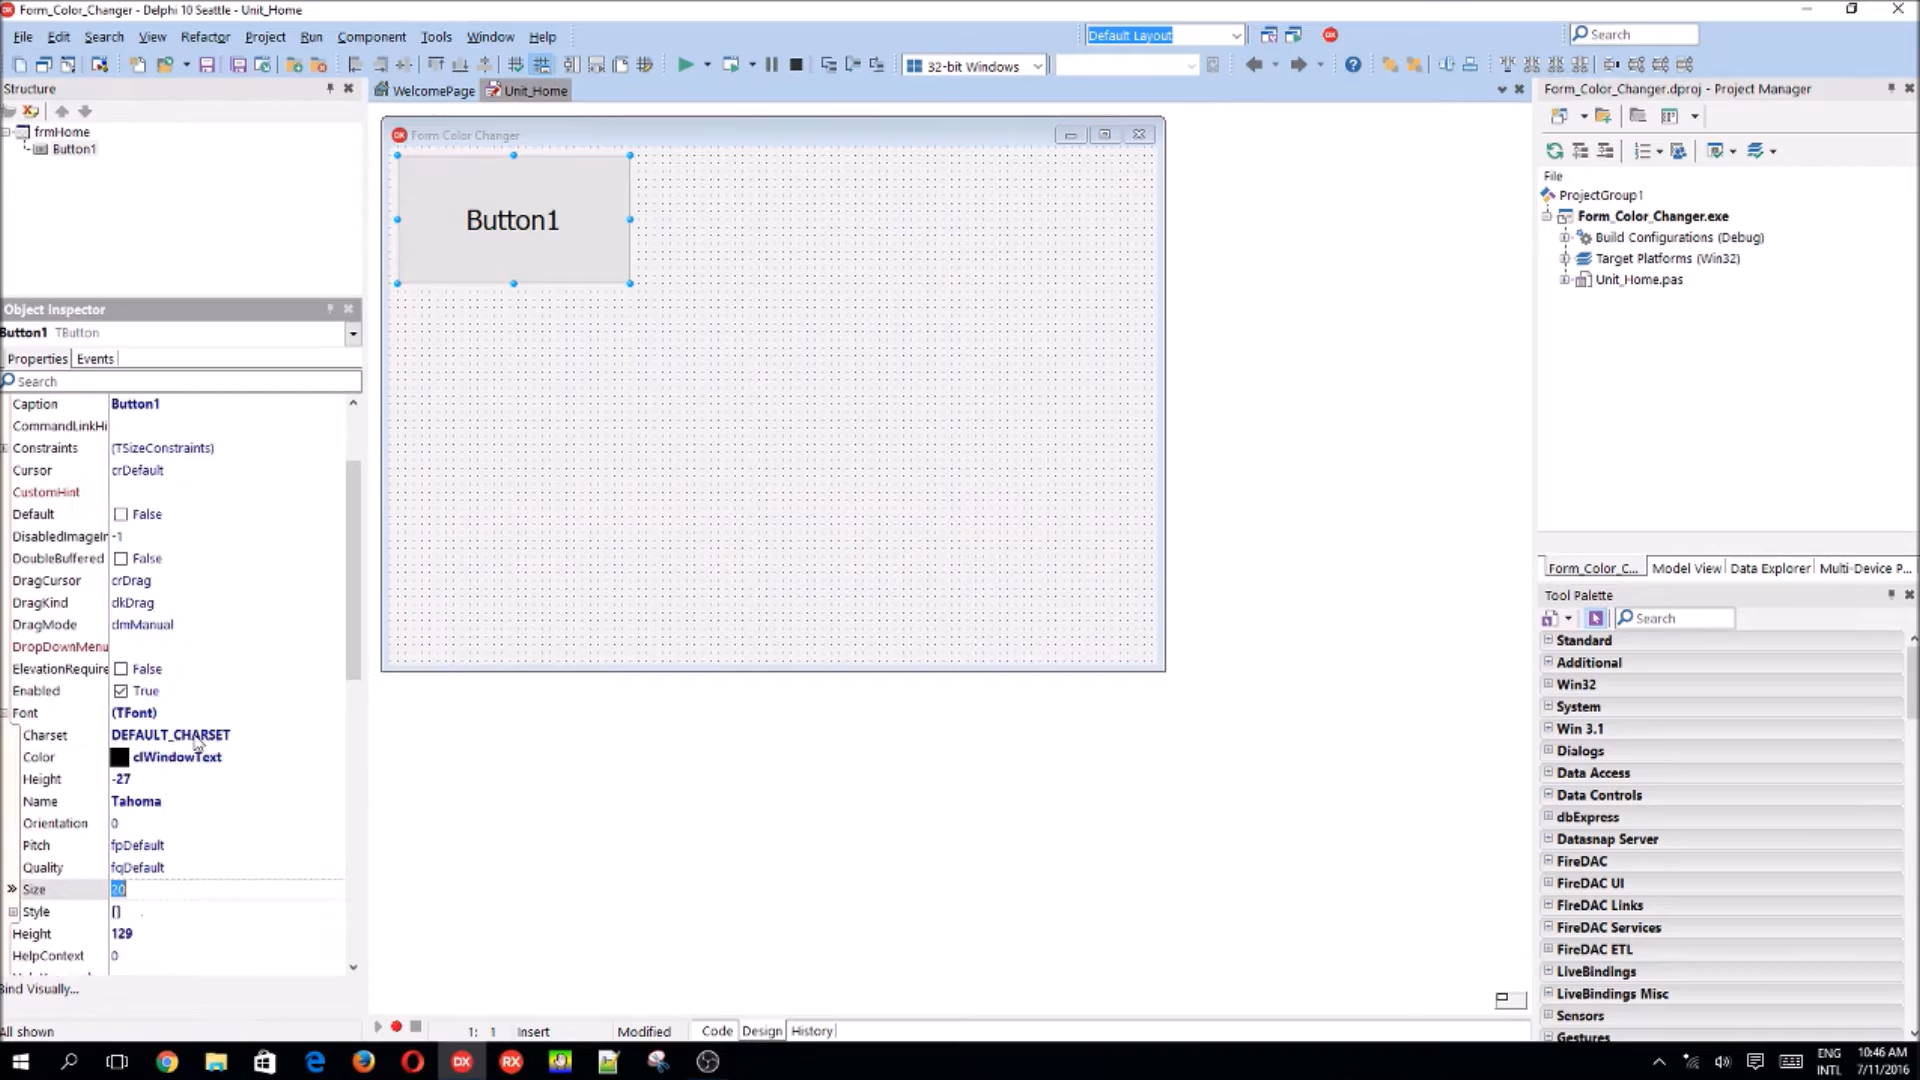 Form_Color_Changer - Delphi 10 Seattle - Unit_Home
File Edit Search View Refactor Project Run Component Tools Window Help
Default Layout
Search
32-bit Windows
Structure
frmHome
Button1
WelcomePage Unit_Home
Form Color Changer
Button1
Object Inspector
Button1 TButton
Properties Events
Search
Caption Button1
CommandLinkHi
Constraints (TSizeConstraints)
Cursor crDefault
CustomHint
Default False
DisabledImageIr -1
DoubleBuffered False
DragCursor crDrag
DragKind dkDrag
DragMode dmManual
DropDownMenu
ElevationRequire False
Enabled True
Font (TFont)
Charset DEFAULT_CHARSET
Color clWindowText
Height -27
Name Tahoma
Orientation 0
Pitch fpDefault
Quality fqDefault
Size 20
Style []
Height 129
HelpContext 0
Bind Visually...
All shown
1: 1 Insert Modified Code Design History
Form_Color_Changer.dproj - Project Manager
File
ProjectGroup1
Form_Color_Changer.exe
Build Configurations (Debug)
Target Platforms (Win32)
Unit_Home.pas
Form_Color_C... Model View Data Explorer Multi-Device P...
Tool Palette
Search
Standard
Additional
Win32
System
Win 3.1
Dialogs
Data Access
Data Controls
dbExpress
Datasnap Server
FireDAC
FireDAC UI
FireDAC Links
FireDAC Services
FireDAC ETL
LiveBindings
LiveBindings Misc
Sensors
Gestures
ENG
INTL
10:46 AM
7/11/2016